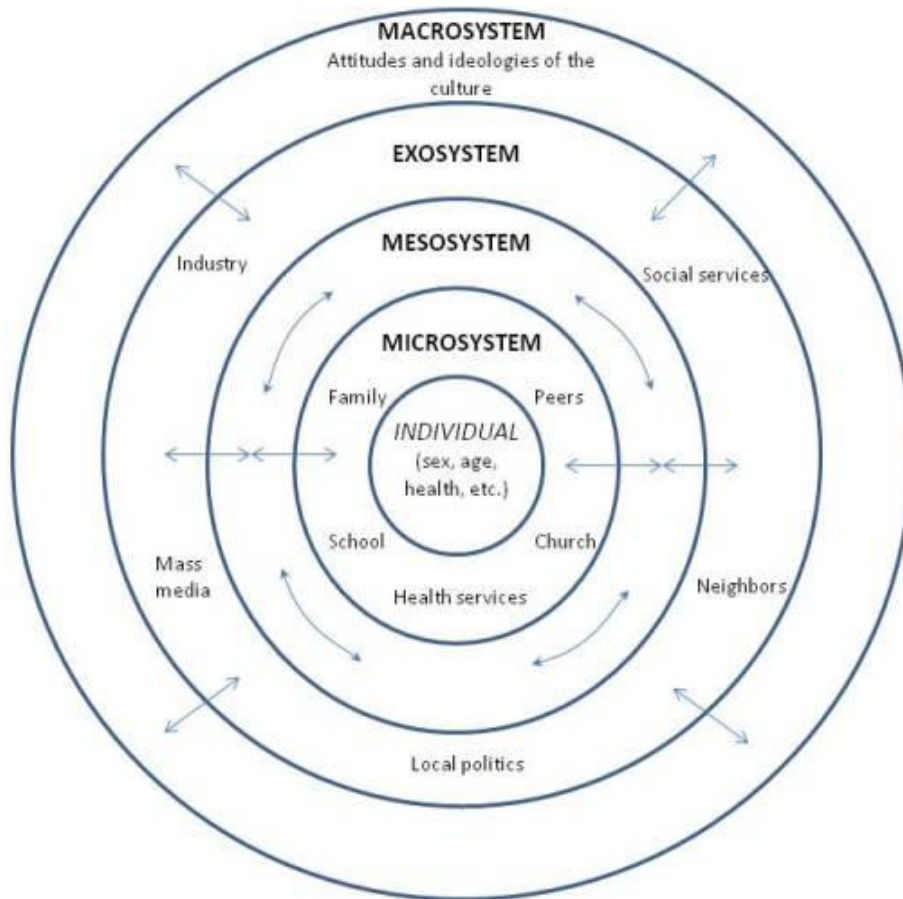 MACROSYSTEM
Attitudes and ideologies of the
culture
EXOSYSTEM
MESOSYSTEM
Industry
Social services
MICROSYSTEM
Family
Peers
INDIVIDUAL
(sex, age,
health, etc.)
School
Church
Mass
media
Health services
Neighbors
Local politics